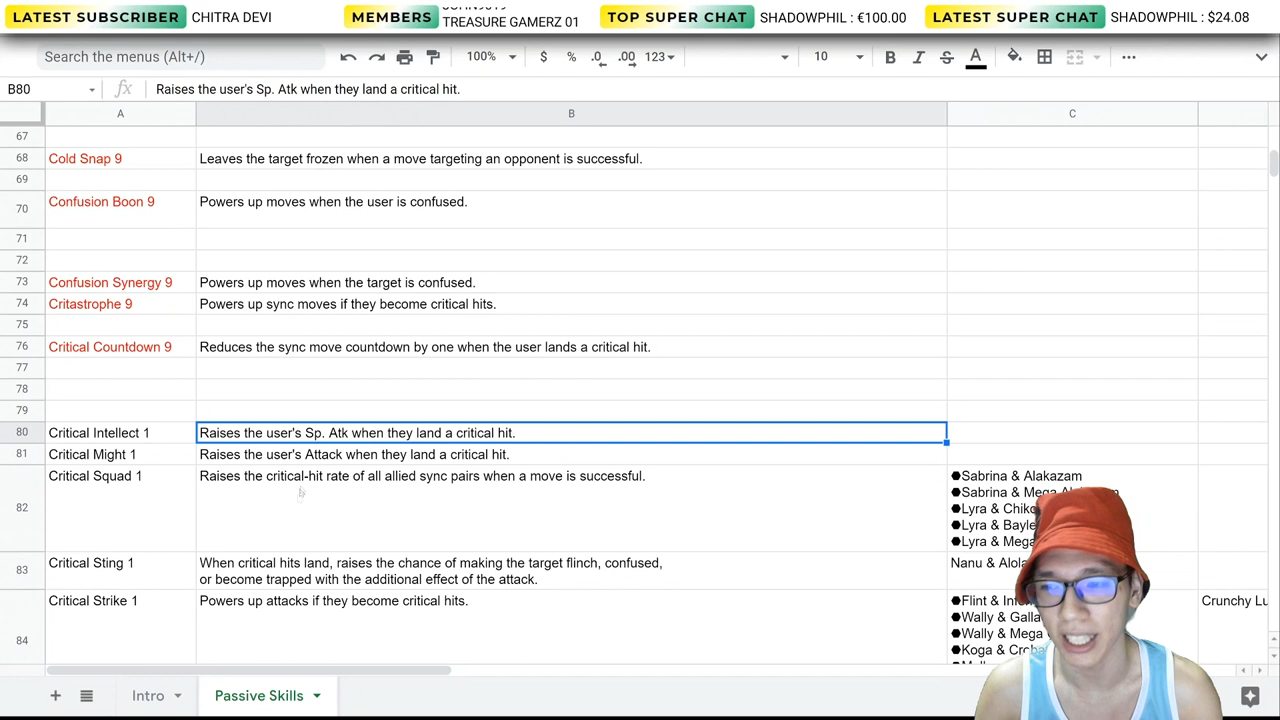 LATEST SUBSCRIBER CHITRA DEVI MEMBERS TREASURE GAMERZ 01 TOP SUPER CHAT SHADOWPHIL : €100.00 LATEST SUPER CHAT SHADOWPHIL : $24.08
Search the menus (Alt+/) 100% $ % .0 .00 123 10 B I S A
B80 fx Raises the user's Sp. Atk when they land a critical hit.
A B C
67
68 Cold Snap 9 Leaves the target frozen when a move targeting an opponent is successful.
69
70 Confusion Boon 9 Powers up moves when the user is confused.
71
72
73 Confusion Synergy 9 Powers up moves when the target is confused.
74 Critastrophe 9 Powers up sync moves if they become critical hits.
75
76 Critical Countdown 9 Reduces the sync move countdown by one when the user lands a critical hit.
77
78
79
80 Critical Intellect 1 Raises the user's Sp. Atk when they land a critical hit.
81 Critical Might 1 Raises the user's Attack when they land a critical hit.
82 Critical Squad 1 Raises the critical-hit rate of all allied sync pairs when a move is successful. ●Sabrina & Alakazam
●Sabrina & Mega
●Lyra &
●Lyra &
●Lyra &
83 Critical Sting 1 When critical hits land, raises the chance of making the target flinch, confused, Nanu &
or become trapped with the additional effect of the attack.
84 Critical Strike 1 Powers up attacks if they become critical hits. ●Flint & Crunchy
●Wally &
●Wally & Mega
●Koga &
+ Intro Passive Skills